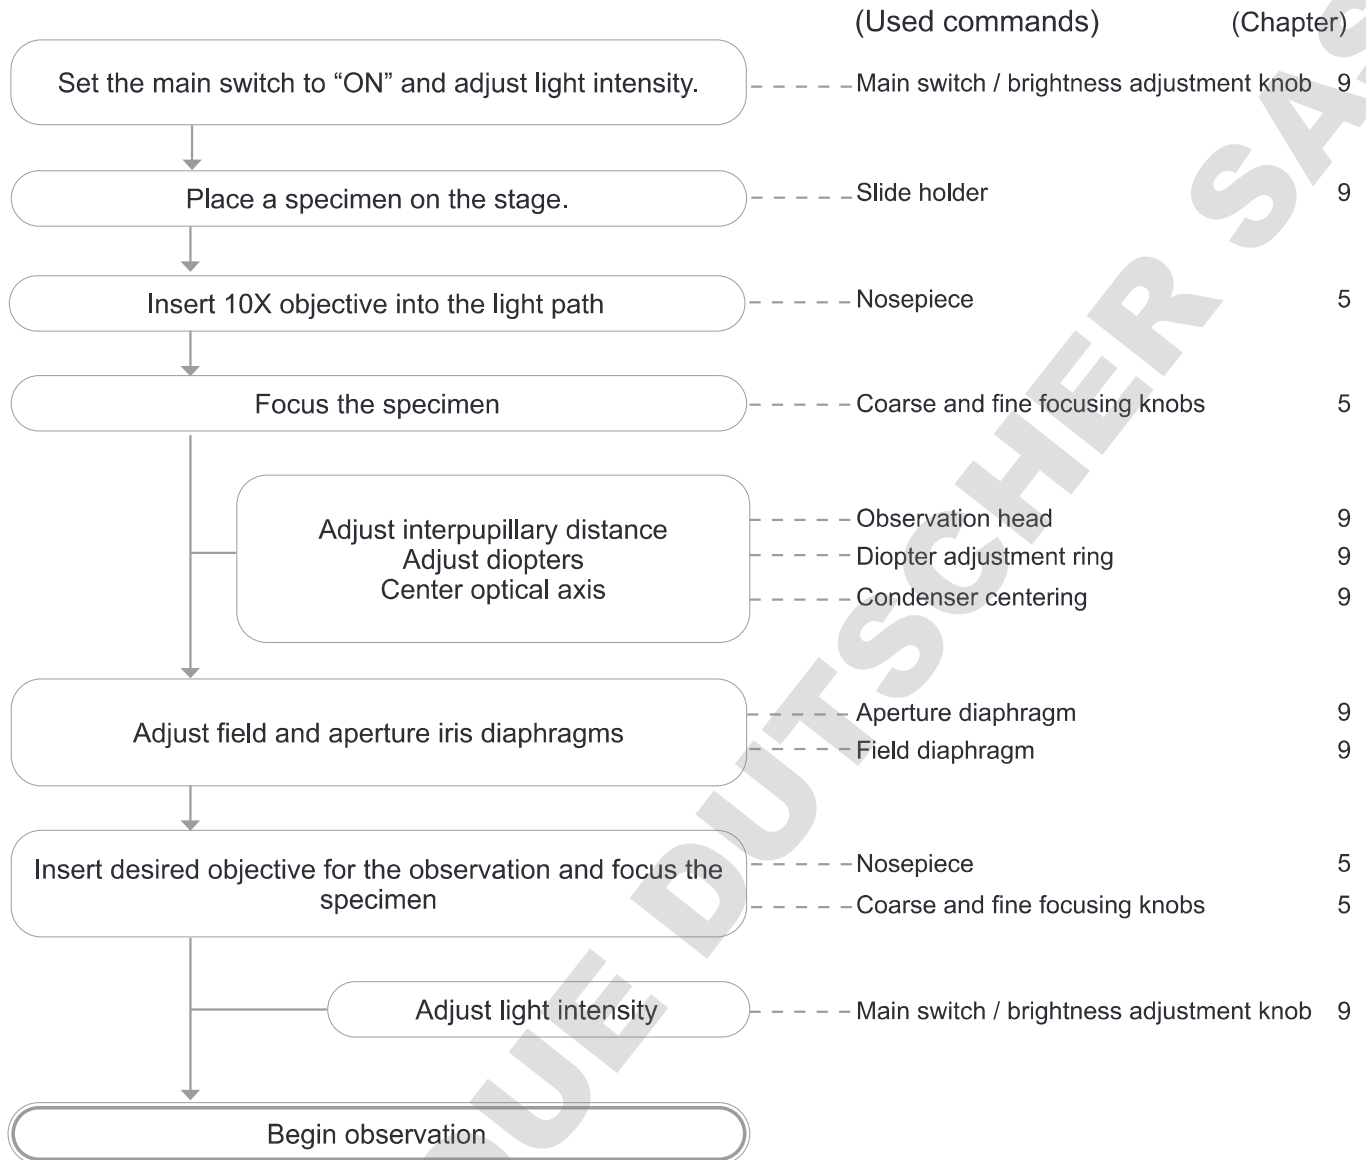 (Used commands) (Chapter)
Set the main switch to “ON” and adjust light intensity. Main switch / brightness adjustment knob 9
Place a specimen on the stage. Slide holder 9
Insert 10X objective into the light path Nosepiece 5
Focus the specimen Coarse and fine focusing knobs 5
Adjust interpupillary distance Observation head 9
Adjust diopters Diopter adjustment ring 9
Center optical axis Condenser centering 9
Adjust field and aperture iris diaphragms Aperture diaphragm 9
Field diaphragm 9
Insert desired objective for the observation and focus the Nosepiece 5
specimen Coarse and fine focusing knobs 5
Adjust light intensity Main switch / brightness adjustment knob 9
Begin observation
UE DUTSCHER SAS